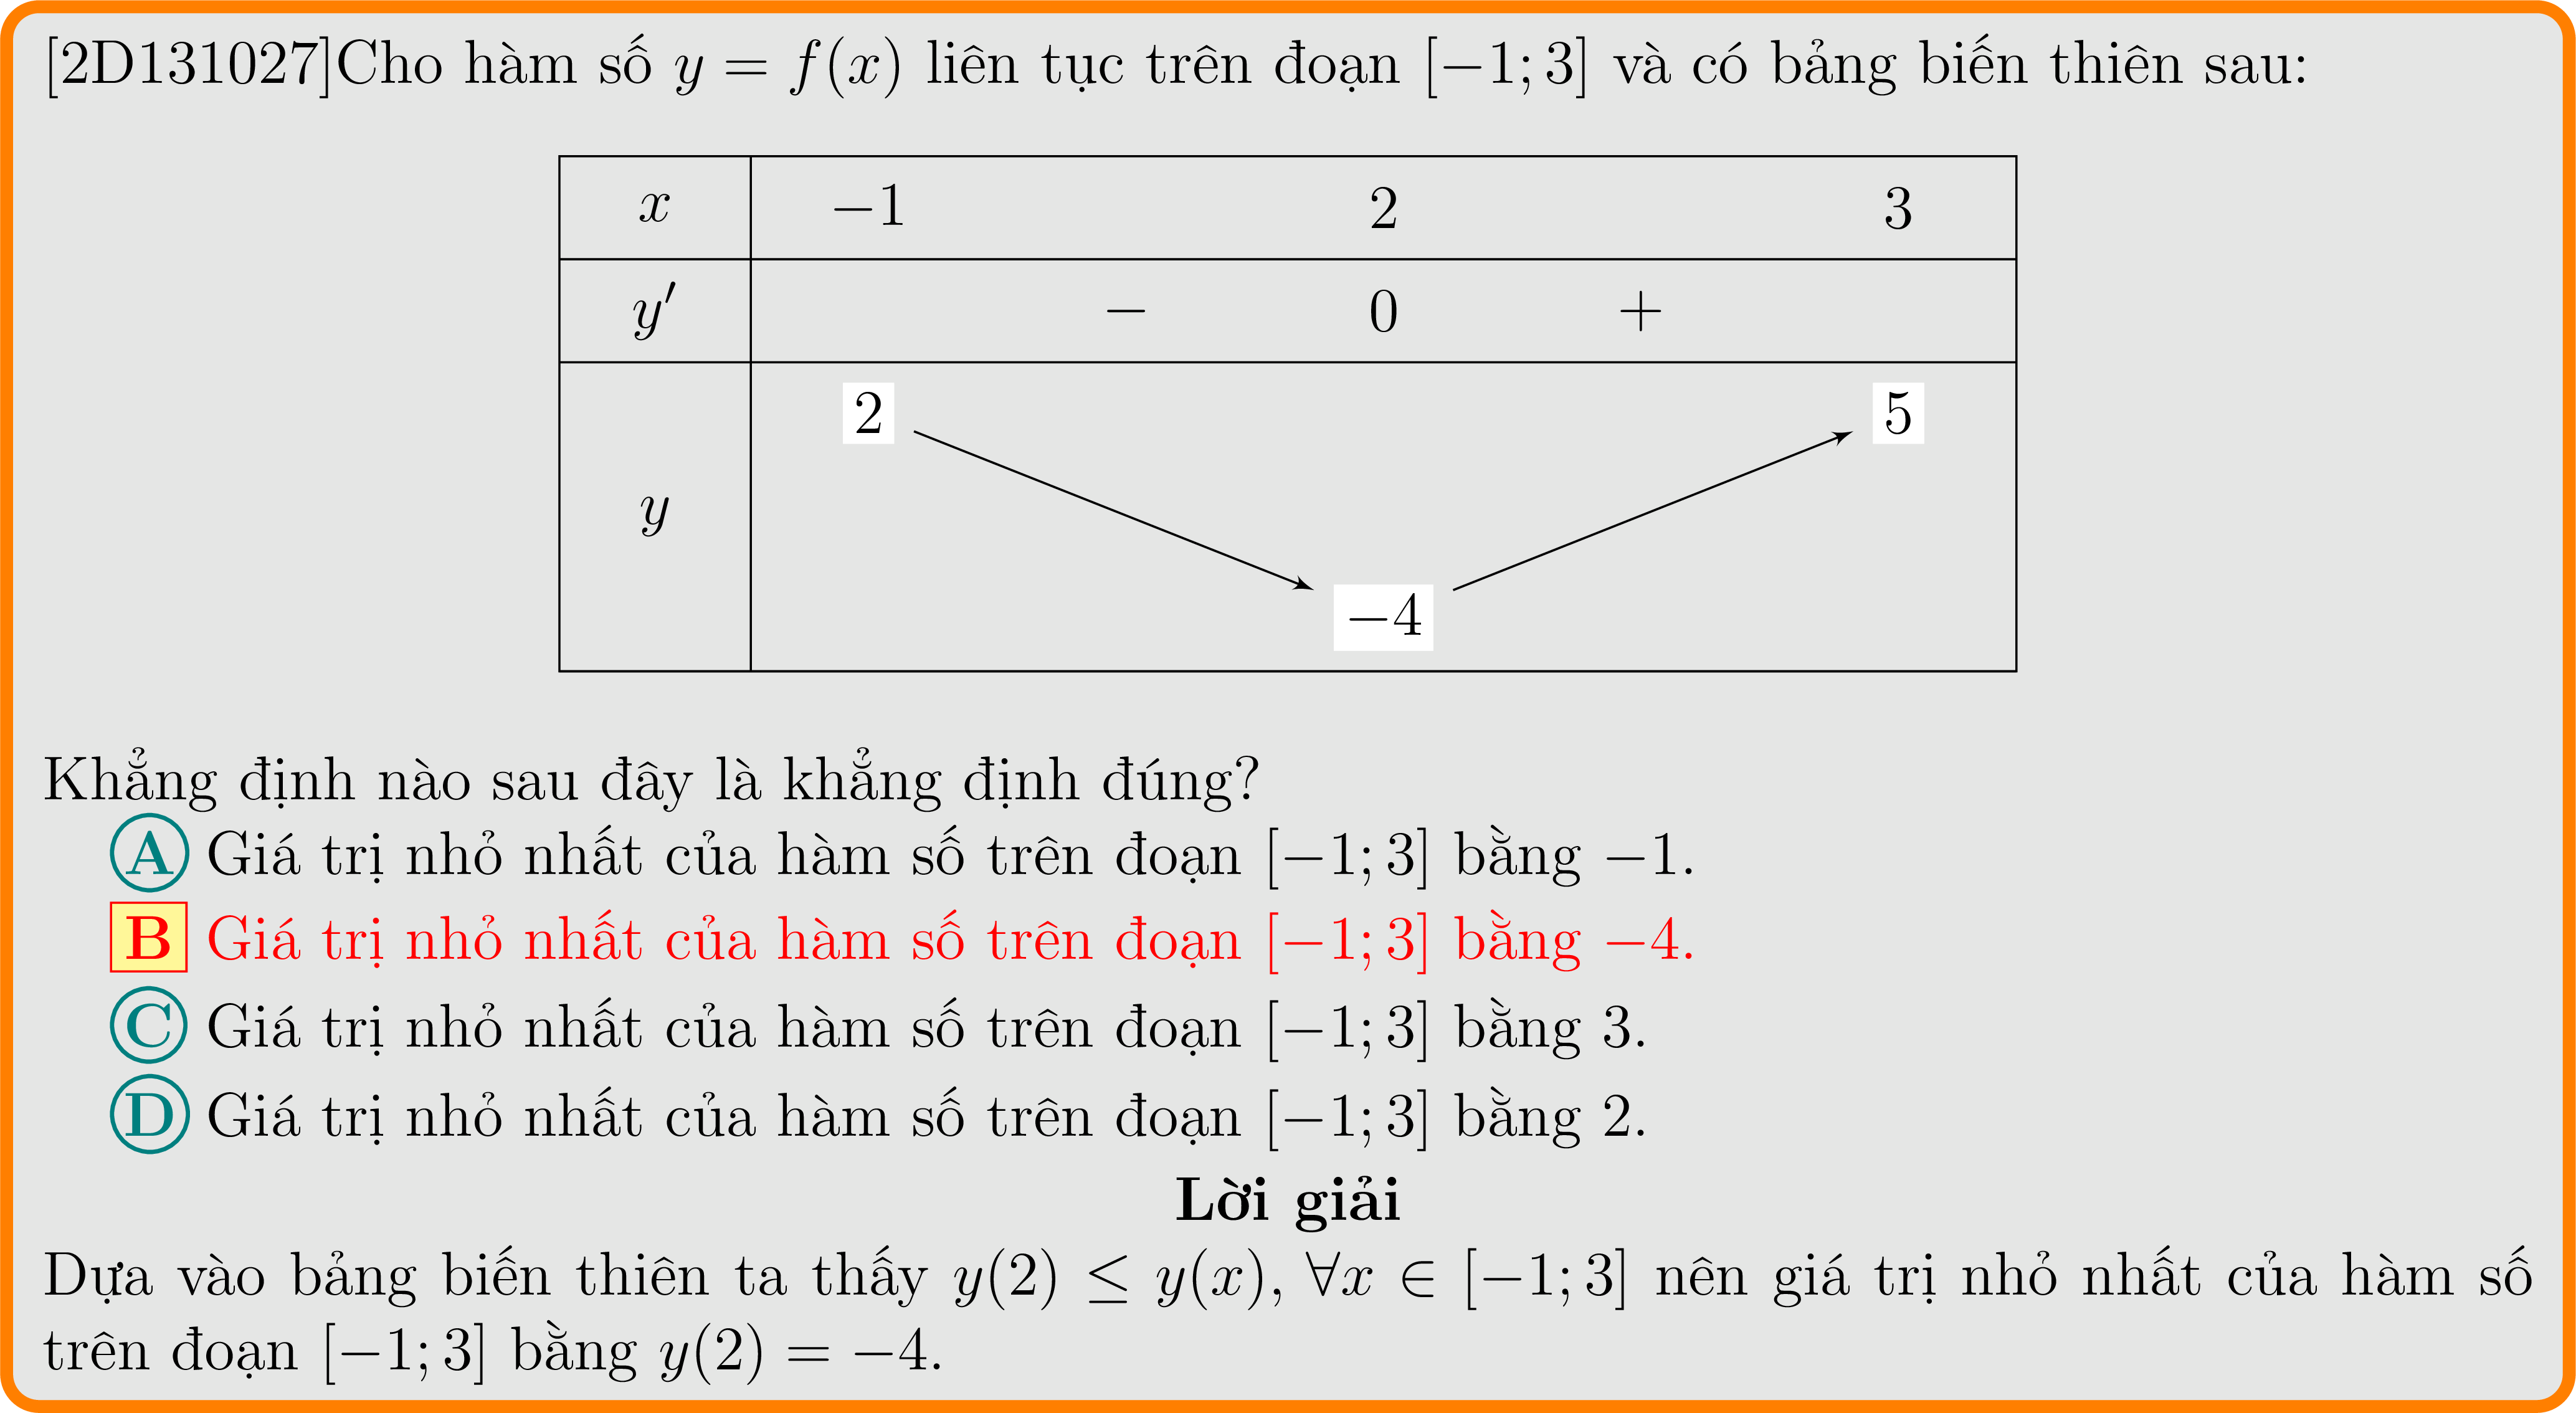 [2D131027]Cho hàm số y = f(x) liên tục trên đoạn [−1; 3] và có bảng biến thiên sau:
x −1 2 3
y′ − 0 +
2 5
y
−4
Khẳng định nào sau đây là khẳng định đúng?
A Giá trị nhỏ nhất của hàm số trên đoạn [−1; 3] bằng −1.
B Giá trị nhỏ nhất của hàm số trên đoạn [−1; 3] bằng −4.
C Giá trị nhỏ nhất của hàm số trên đoạn [−1; 3] bằng 3.
D Giá trị nhỏ nhất của hàm số trên đoạn [−1; 3] bằng 2.
Lời giải
Dựa vào bảng biến thiên ta thấy y(2) ≤ y(x), ∀x ∈ [−1; 3] nên giá trị nhỏ nhất của hàm số
trên đoạn [−1; 3] bằng y(2) = −4.